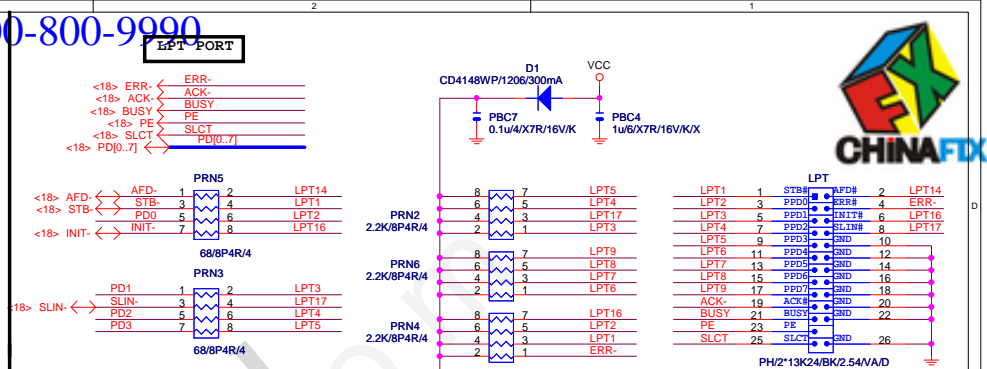 2
1
0-800-9990
LPT PORT
<18> ERR- ERR-
<18> ACK- ACK-
<18> BUSY BUSY
<18> PE PE
<18> SLCT SLCT
<18> PD[0..7] PD[0..7]
D1
CD4148WP/1206/300mA
VCC
PBC7
0.1u/4/X7R/16V/K
PBC4
1u/6/X7R/16V/K/X
CHINAFIX
D
PRN5
<18> AFD- AFD- 1 2 LPT14
<18> STB- STB- 3 4 LPT1
PD0 5 6 LPT2
<18> INIT- INIT- 7 8 LPT16
68/8P4R/4
PRN3
PD1 1 2 LPT3
<18> SLIN- SLIN- 3 4 LPT17
PD2 5 6 LPT4
PD3 7 8 LPT5
68/8P4R/4
PRN2
2.2K/8P4R/4
8 7 LPT5
6 5 LPT4
4 3 LPT17
2 1 LPT3
PRN6
2.2K/8P4R/4
8 7 LPT9
6 5 LPT8
4 3 LPT7
2 1 LPT6
PRN4
2.2K/8P4R/4
8 7 LPT16
6 5 LPT2
4 3 LPT1
2 1 ERR-
LPT
LPT1 1 STB# AFD# 2 LPT14
LPT2 3 PPD0 ERR# 4 ERR-
LPT3 5 PPD1 INIT# 6 LPT16
LPT4 7 PPD2 SLIN# 8 LPT17
LPT5 9 PPD3 GND 10
LPT6 11 PPD4 GND 12
LPT7 13 PPD5 GND 14
LPT8 15 PPD6 GND 16
LPT9 17 PPD7 GND 18
ACK- 19 ACK# GND 20
BUSY 21 BUSY GND 22
PE 23 PE
SLCT 25 SLCT GND 26
PH/2*13K24/BK/2.54/VA/D